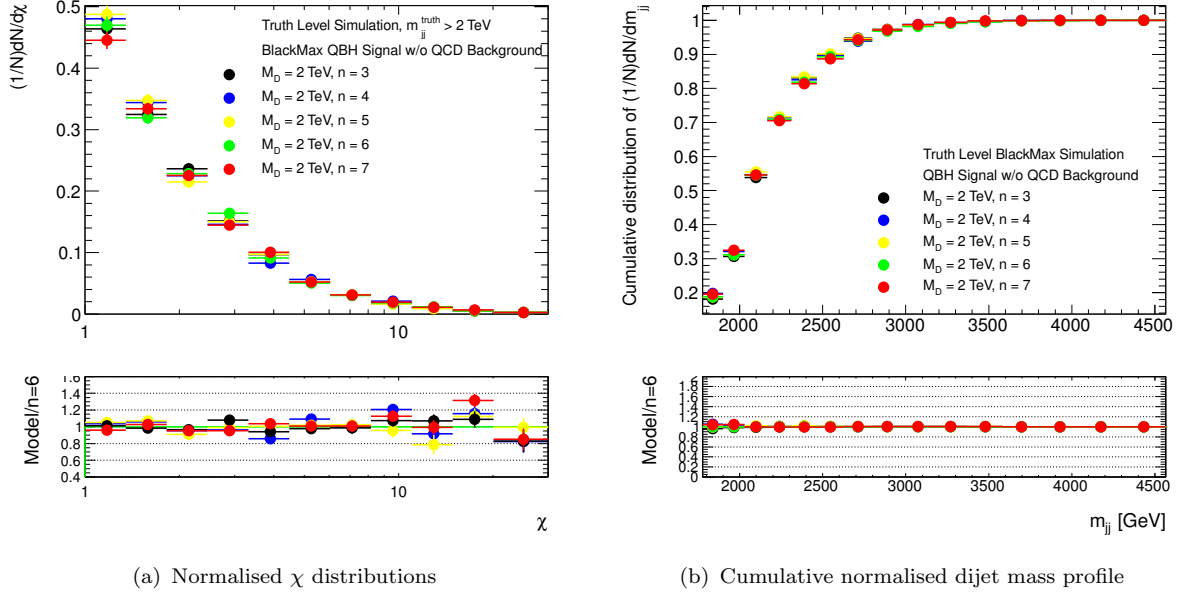 (1/N)dN/dχ
0.5
0.4
0.3
0.2
0.1
0
Truth Level Simulation, m_jj^truth > 2 TeV
BlackMax QBH Signal w/o QCD Background
M_D = 2 TeV, n = 3
M_D = 2 TeV, n = 4
M_D = 2 TeV, n = 5
M_D = 2 TeV, n = 6
M_D = 2 TeV, n = 7
1
10
Model/n=6
1.6
1.4
1.2
1
0.8
0.6
0.4
1
10
χ
(a) Normalised χ distributions
Cumulative distribution of (1/N)dN/dm_jj
1
0.9
0.8
0.7
0.6
0.5
0.4
0.3
0.2
Truth Level BlackMax Simulation
QBH Signal w/o QCD Background
M_D = 2 TeV, n = 3
M_D = 2 TeV, n = 4
M_D = 2 TeV, n = 5
M_D = 2 TeV, n = 6
M_D = 2 TeV, n = 7
2000 2500 3000 3500 4000 4500
Model/n=6
1.8
1.6
1.4
1.2
1
0.8
0.6
0.4
0.2
0
2000 2500 3000 3500 4000 4500
m_jj [GeV]
(b) Cumulative normalised dijet mass profile